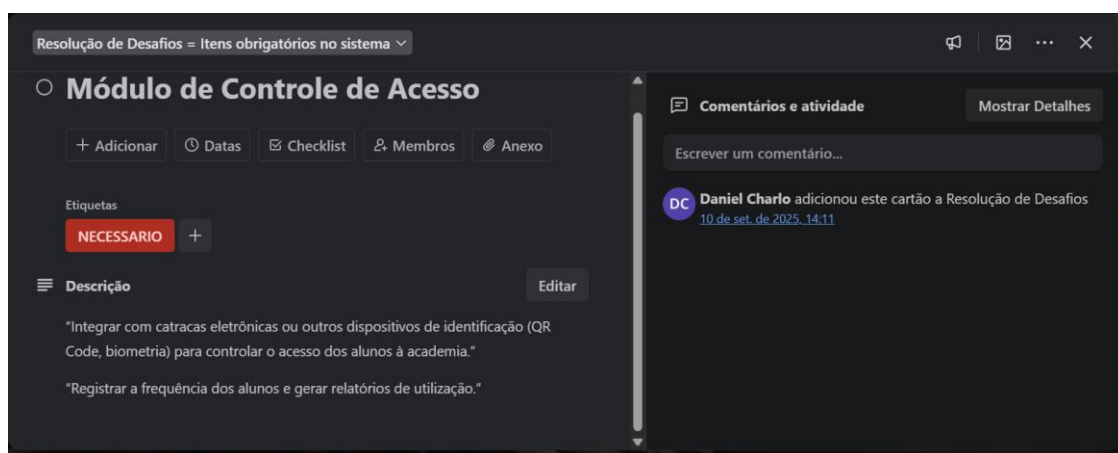 Resolução de Desafios = Itens obrigatórios no sistema
Módulo de Controle de Acesso
+ Adicionar Datas Checklist Membros Anexo
Etiquetas
NECESSARIO +
Descrição Editar
"Integrar com catracas eletrônicas ou outros dispositivos de identificação (QR
Code, biometria) para controlar o acesso dos alunos à academia."
"Registrar a frequência dos alunos e gerar relatórios de utilização."
Comentários e atividade Mostrar Detalhes
Escrever um comentário...
DC Daniel Charlo adicionou este cartão a Resolução de Desafios
10 de set. de 2025, 14:11